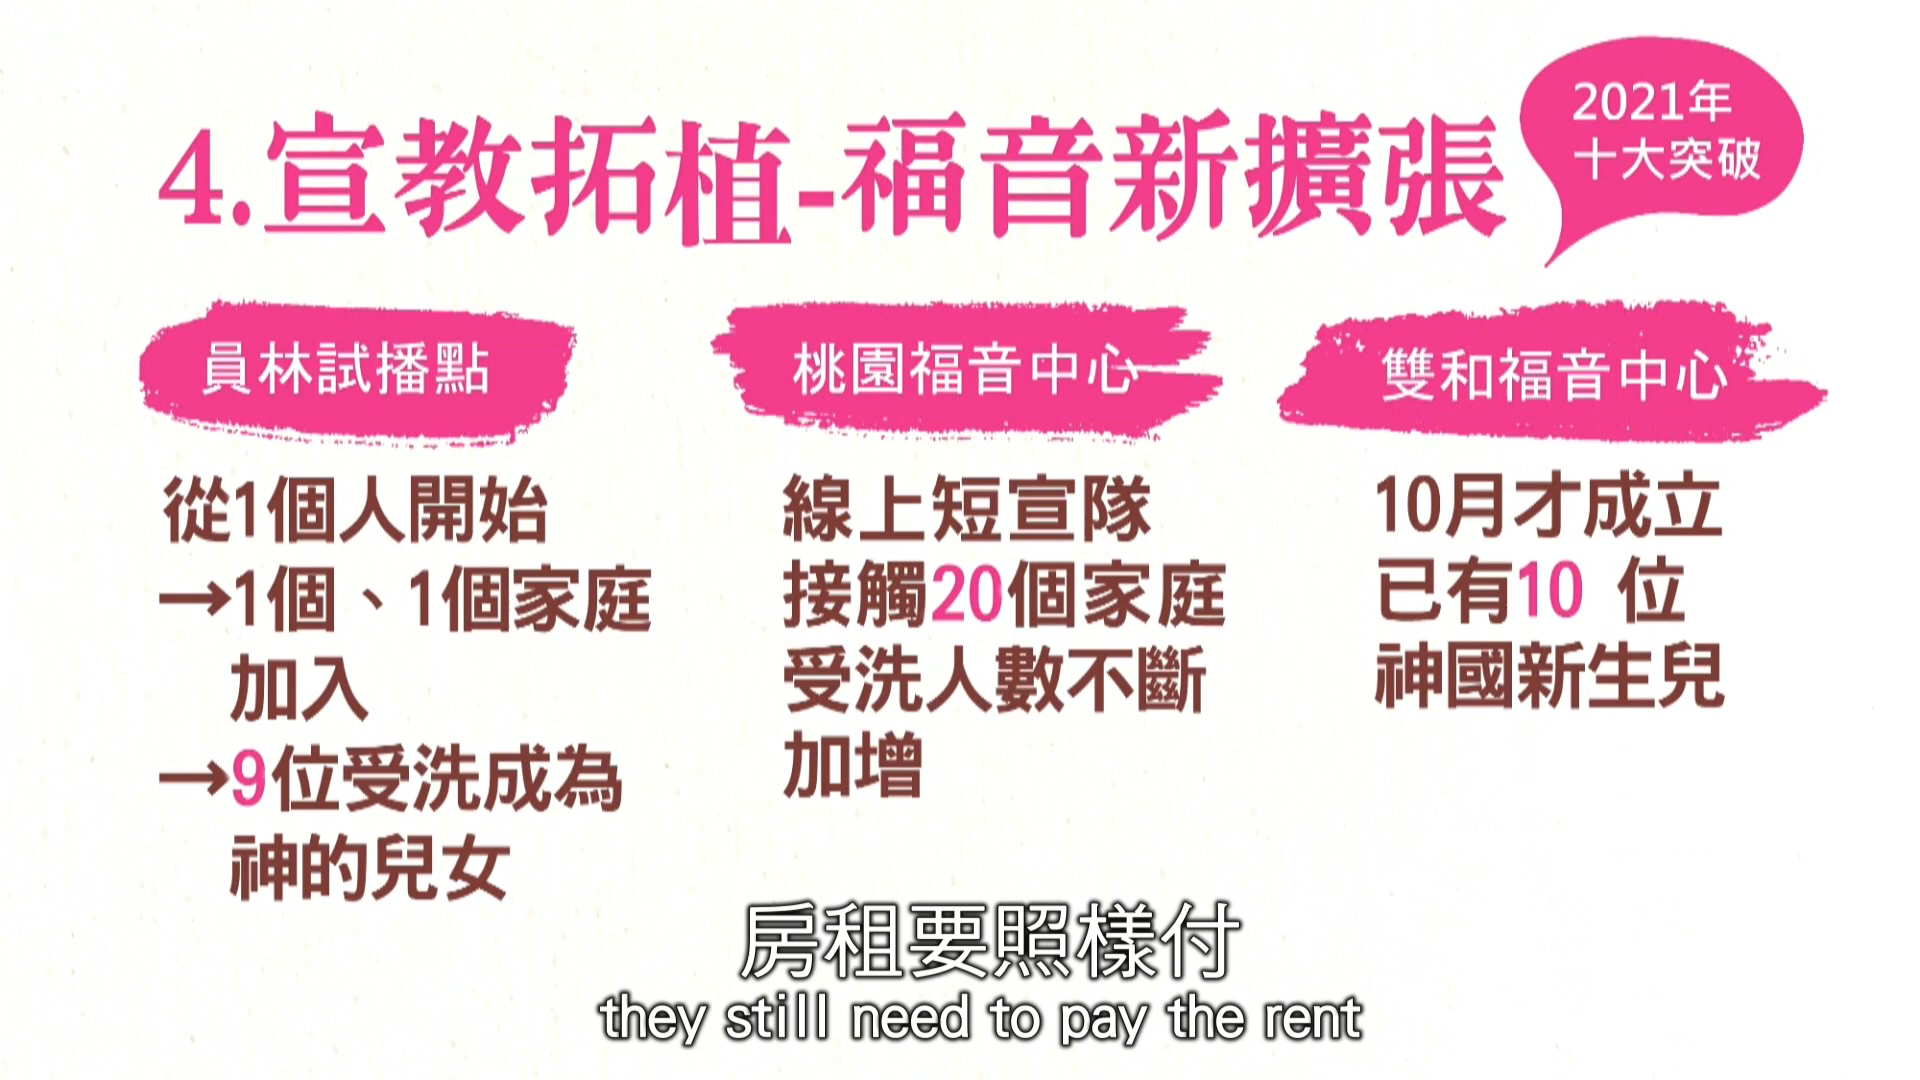 4.宣教拓植-福音新擴張
2021年
十大突破
員林試播點
從1個人開始
→1個、1個家庭
加入
→9位受洗成為
神的兒女
桃園福音中心
線上短宣隊
接觸20個家庭
受洗人數不斷
加增
雙和福音中心
10月才成立
已有10 位
神國新生兒
房租要照樣付
they still need to pay the rent